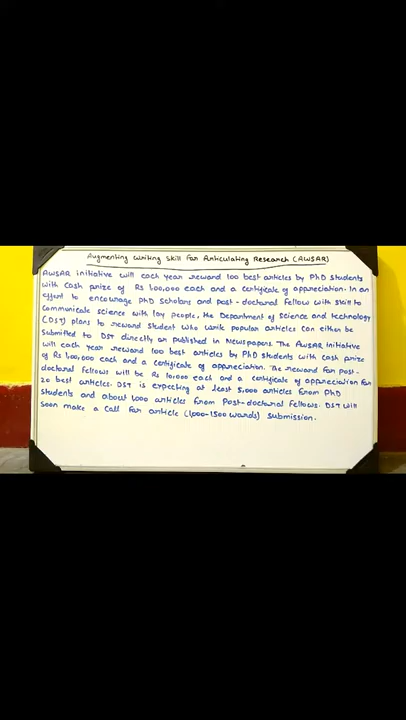 Augmenting Writing Skill for Articulating Research (AWSAR)
AWSAR initiative will each year reward 100 best articles by PhD students
with cash prize of Rs 1,00,000 each and a certificate of appreciation. In an
effort to encourage PhD Scholars and post-doctoral Fellow with skill to
communicate science with lay people, the Department of Science and technology
(DST) plans to reward student who write popular articles can either be
submitted to DST directly or published in Newspapers. The AWSAR initiative
will each year reward 100 best articles by PhD students with cash prize
of Rs 1,00,000 each and a certificate of appreciation. The reward for post-
doctoral fellows will be Rs 10,000 each and a certificate of appreciation for
20 best articles. DST is expecting at least 5,000 articles from PhD
students and about 1,000 articles from Post-doctoral fellows. DST will
soon make a call for article (1,000-1500 words) submission.